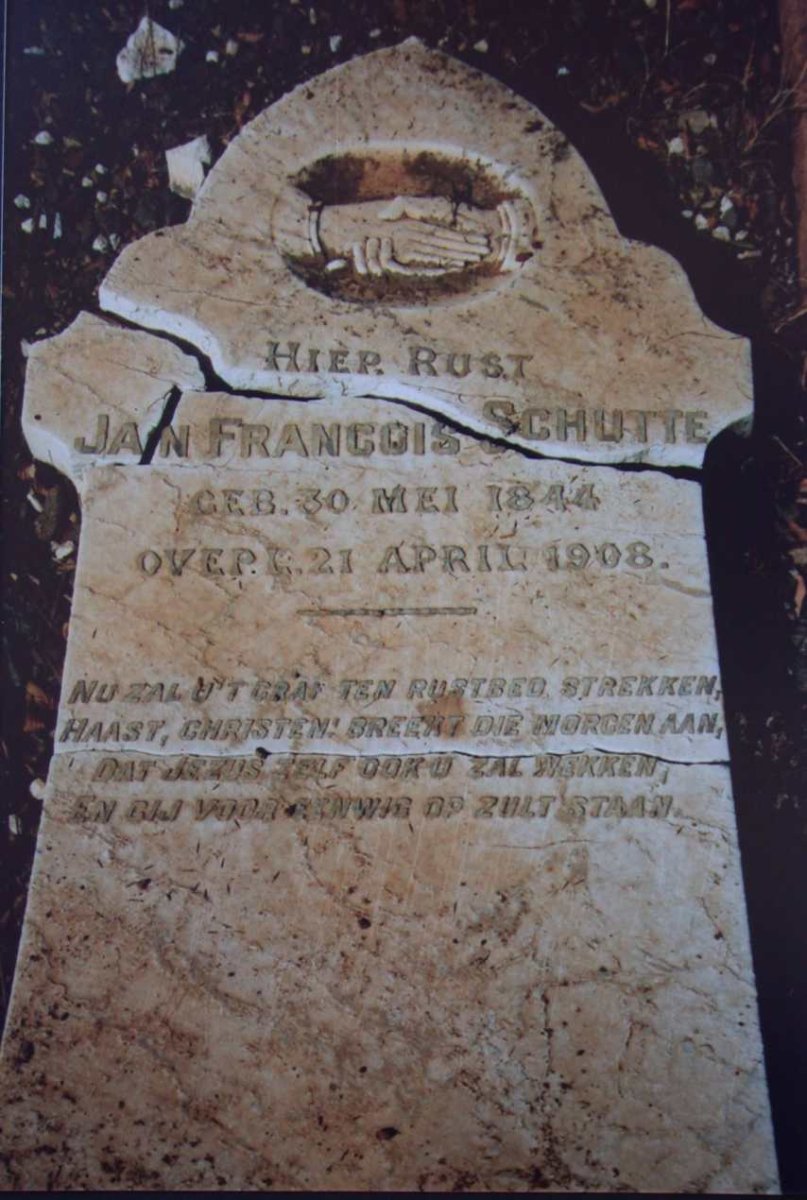 HIER RUST
JAN FRANCOIS SCHUTTE
GEB. 30 MEI 1844
OVERL. 21 APRIL 1908.
NU ZAL U'T GRAF TEN RUSTBED STREKKEN,
HAAST, CHRISTEN! BREEKT DIE MORGEN AAN,
DAT JEZUS ZELF OOK U ZAL WEKKEN,
EN GIJ VOOR EENWIG OP ZULT STAAN.